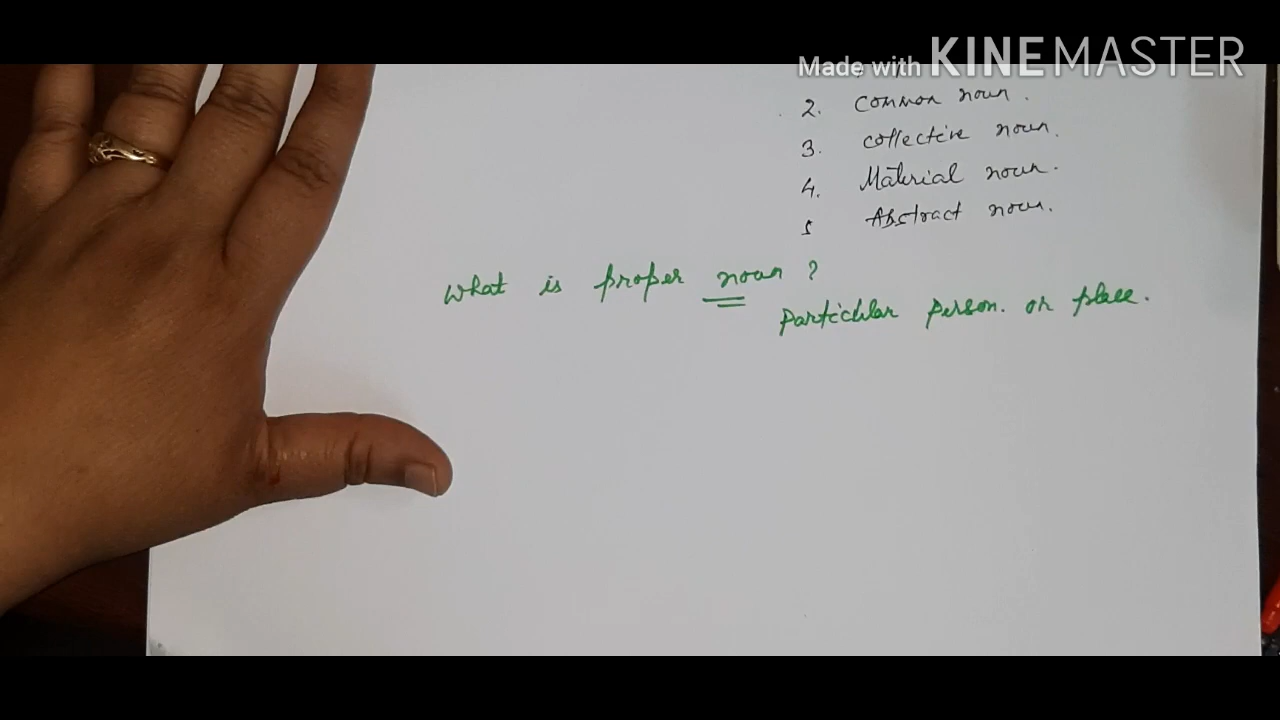 Made with KINEMASTER
2. Common noun.
3. collective noun.
4. Material noun.
5 Abstract noun.
What is proper noun?
Particular person. or place.